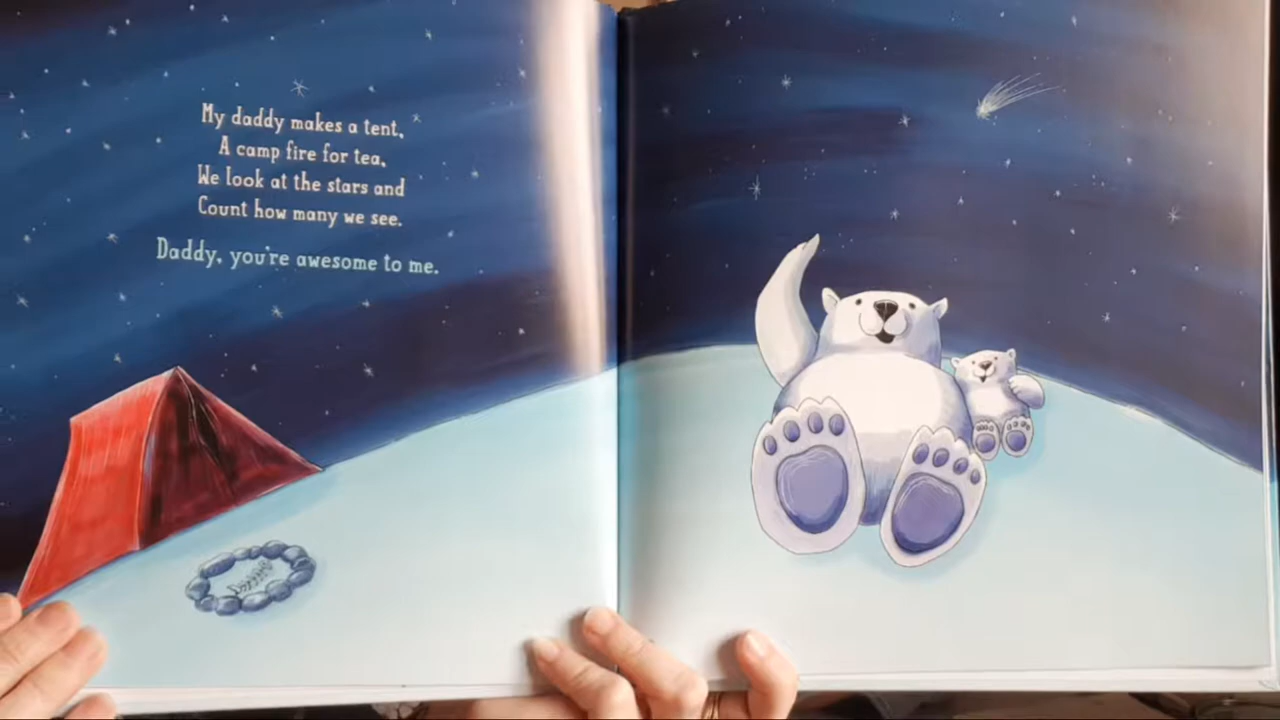 My daddy makes a tent,
A camp fire for tea,
We look at the stars and
Count how many we see.
Daddy, you're awesome to me.